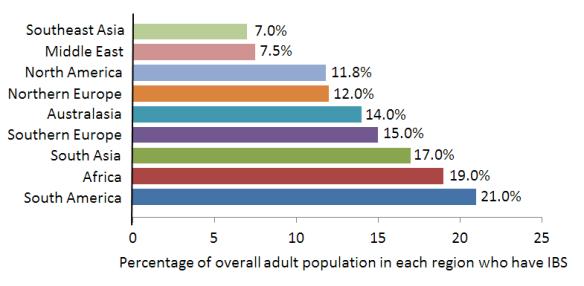 Southeast Asia 7.0%
Middle East 7.5%
North America 11.8%
Northern Europe 12.0%
Australasia 14.0%
Southern Europe 15.0%
South Asia 17.0%
Africa 19.0%
South America 21.0%
0 5 10 15 20 25
Percentage of overall adult population in each region who have IBS